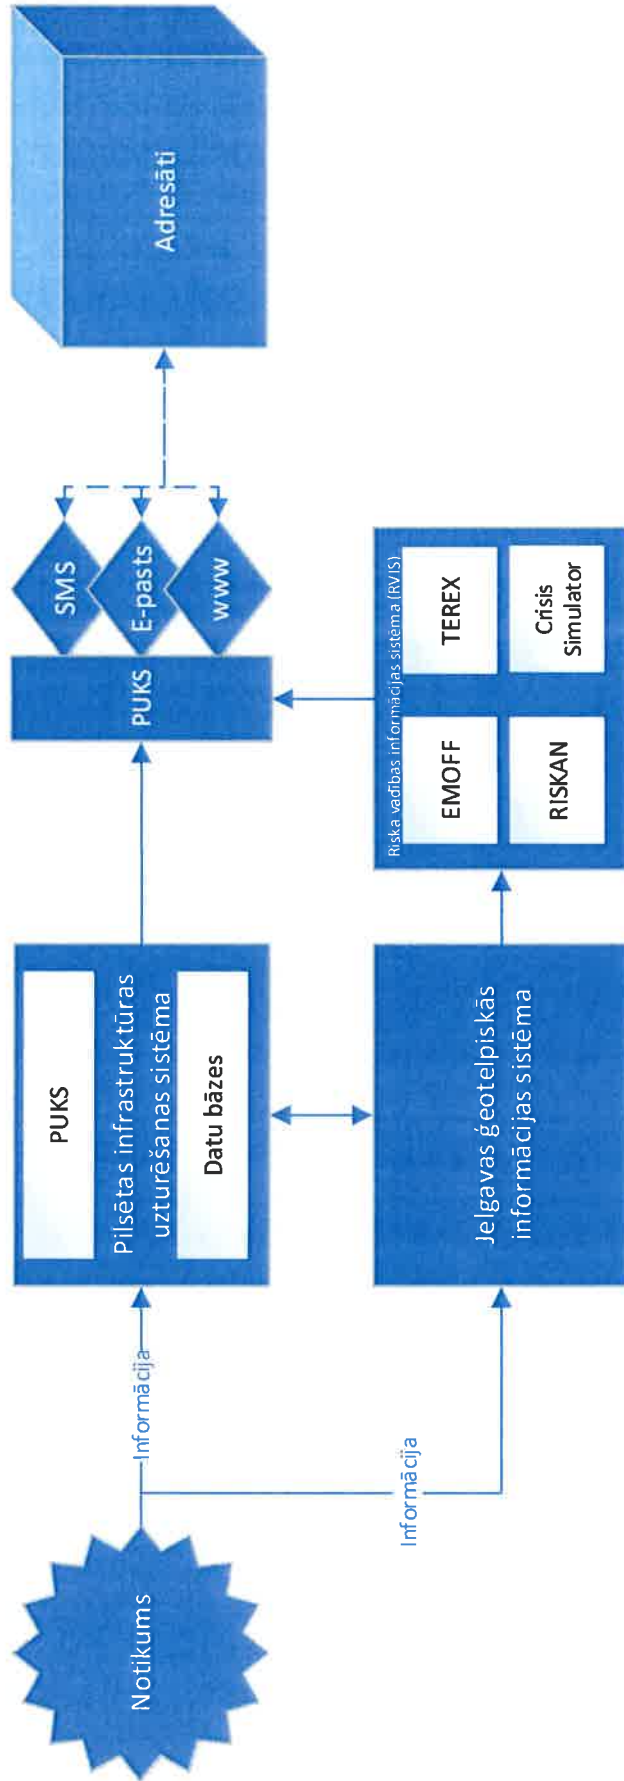 Notikums
Informācija
Informācija
PUKS
Pilsētas infrastruktūras
uzturēšanas sistēma
Datu bāzes
Jelgavas ģeotelpiskās
informācijas sistēma
PUKS
SMS
E-pasts
www
Riska vadības informācijas sistēma (RVIS)
EMOFF
TEREX
RISKAN
Crisis
Simulator
Adresāti